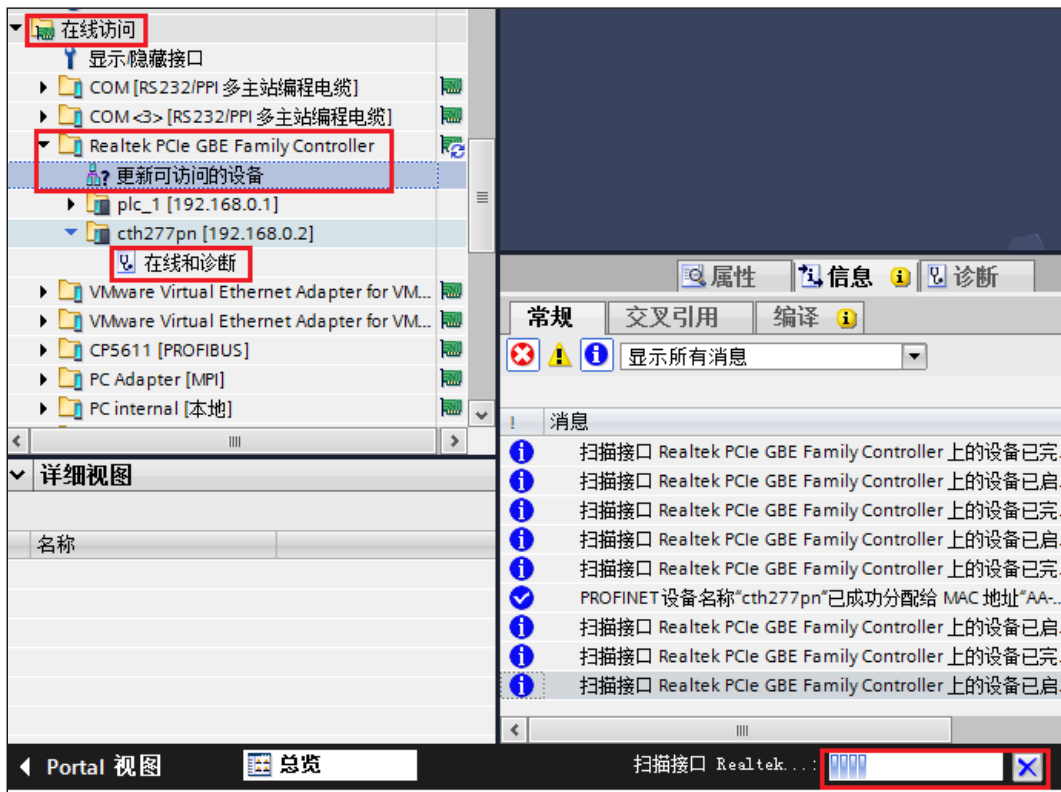 在线访问
显示/隐藏接口
COM [RS232/PPI 多主站编程电缆]
COM <3> [RS232/PPI 多主站编程电缆]
Realtek PCIe GBE Family Controller
更新可访问的设备
plc_1 [192.168.0.1]
cth277pn [192.168.0.2]
在线和诊断
VMware Virtual Ethernet Adapter for VM...
VMware Virtual Ethernet Adapter for VM...
CP5611 [PROFIBUS]
PC Adapter [MPI]
PC internal [本地]
详细视图
名称
属性 信息 诊断
常规 交叉引用 编译
显示所有消息
! 消息
扫描接口 Realtek PCIe GBE Family Controller 上的设备已完.
扫描接口 Realtek PCIe GBE Family Controller 上的设备已启.
扫描接口 Realtek PCIe GBE Family Controller 上的设备已完.
扫描接口 Realtek PCIe GBE Family Controller 上的设备已启.
扫描接口 Realtek PCIe GBE Family Controller 上的设备已完.
PROFINET 设备名称“cth277pn”已成功分配给 MAC 地址“AA-..
扫描接口 Realtek PCIe GBE Family Controller 上的设备已启.
扫描接口 Realtek PCIe GBE Family Controller 上的设备已完.
扫描接口 Realtek PCIe GBE Family Controller 上的设备已启.
Portal 视图 总览 扫描接口 Realtek...: